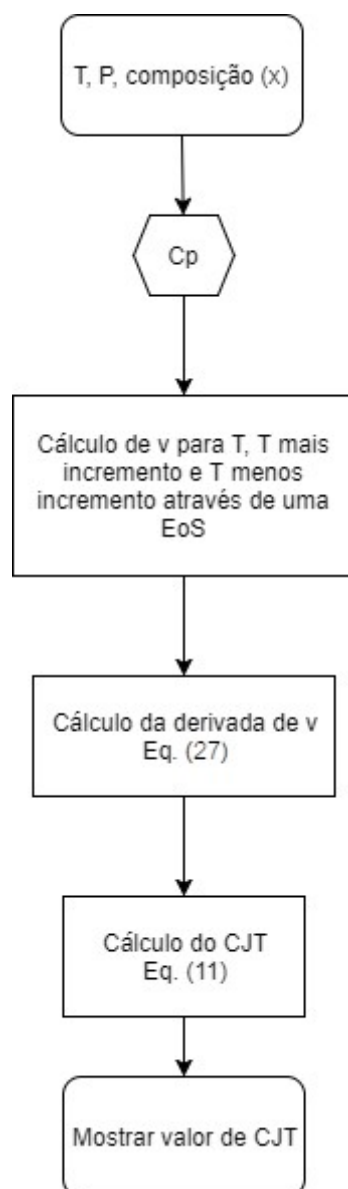 T, P, composição (x)
Cp
Cálculo de v para T, T mais
incremento e T menos
incremento através de uma
EoS
Cálculo da derivada de v
Eq. (27)
Cálculo do CJT
Eq. (11)
Mostrar valor de CJT